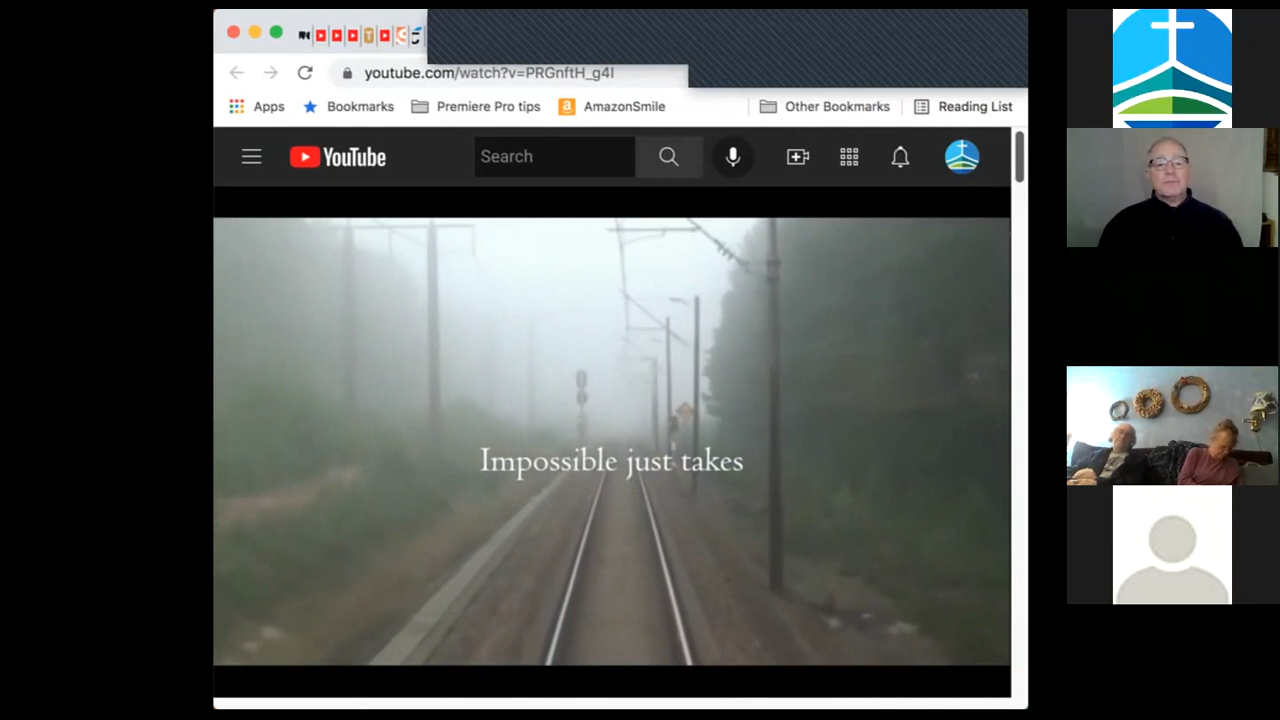 youtube.com/watch?v=PRGnftH_g4I
Apps
Bookmarks
Premiere Pro tips
AmazonSmile
Other Bookmarks
Reading List
YouTube
Search
Impossible just takes